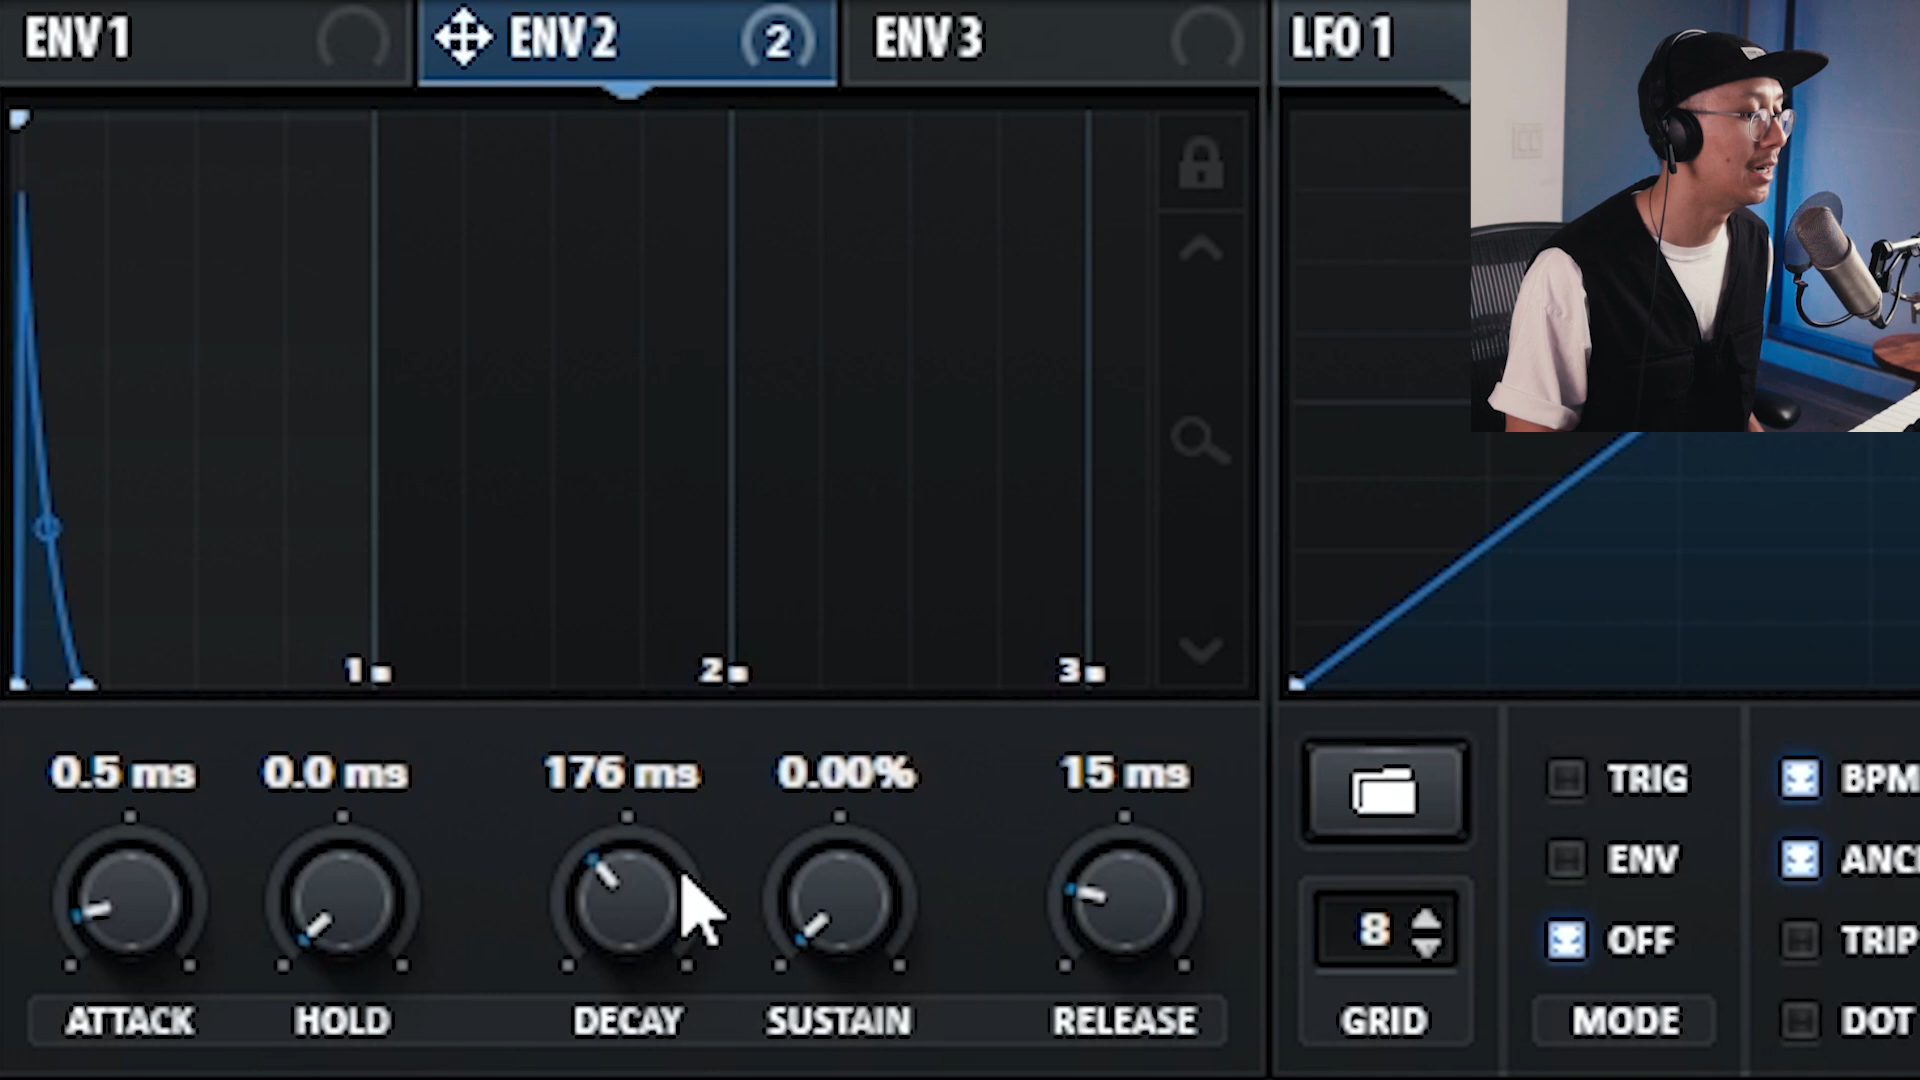 ENV 1
ENV 2
2
ENV 3
LFO 1
1
2
3
0.5 ms
0.0 ms
176 ms
0.00%
15 ms
ATTACK
HOLD
DECAY
SUSTAIN
RELEASE
8
GRID
TRIG
ENV
OFF
MODE
BPM
ANC
TRIP
DOT